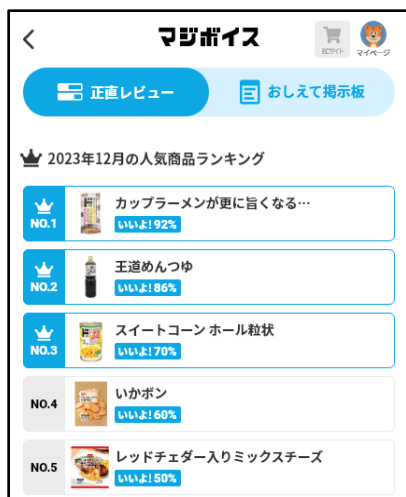 マジボイス
ECサイト
マイページ
正直レビュー
おしえて掲示板
2023年12月の人気商品ランキング
NO.1
カップラーメンが更に旨くなる…
いいよ!92%
NO.2
王道めんつゆ
いいよ!86%
NO.3
スイートコーン ホール粒状
いいよ!70%
NO.4
いかボン
いいよ!60%
NO.5
レッドチェダー入りミックスチーズ
いいよ!50%